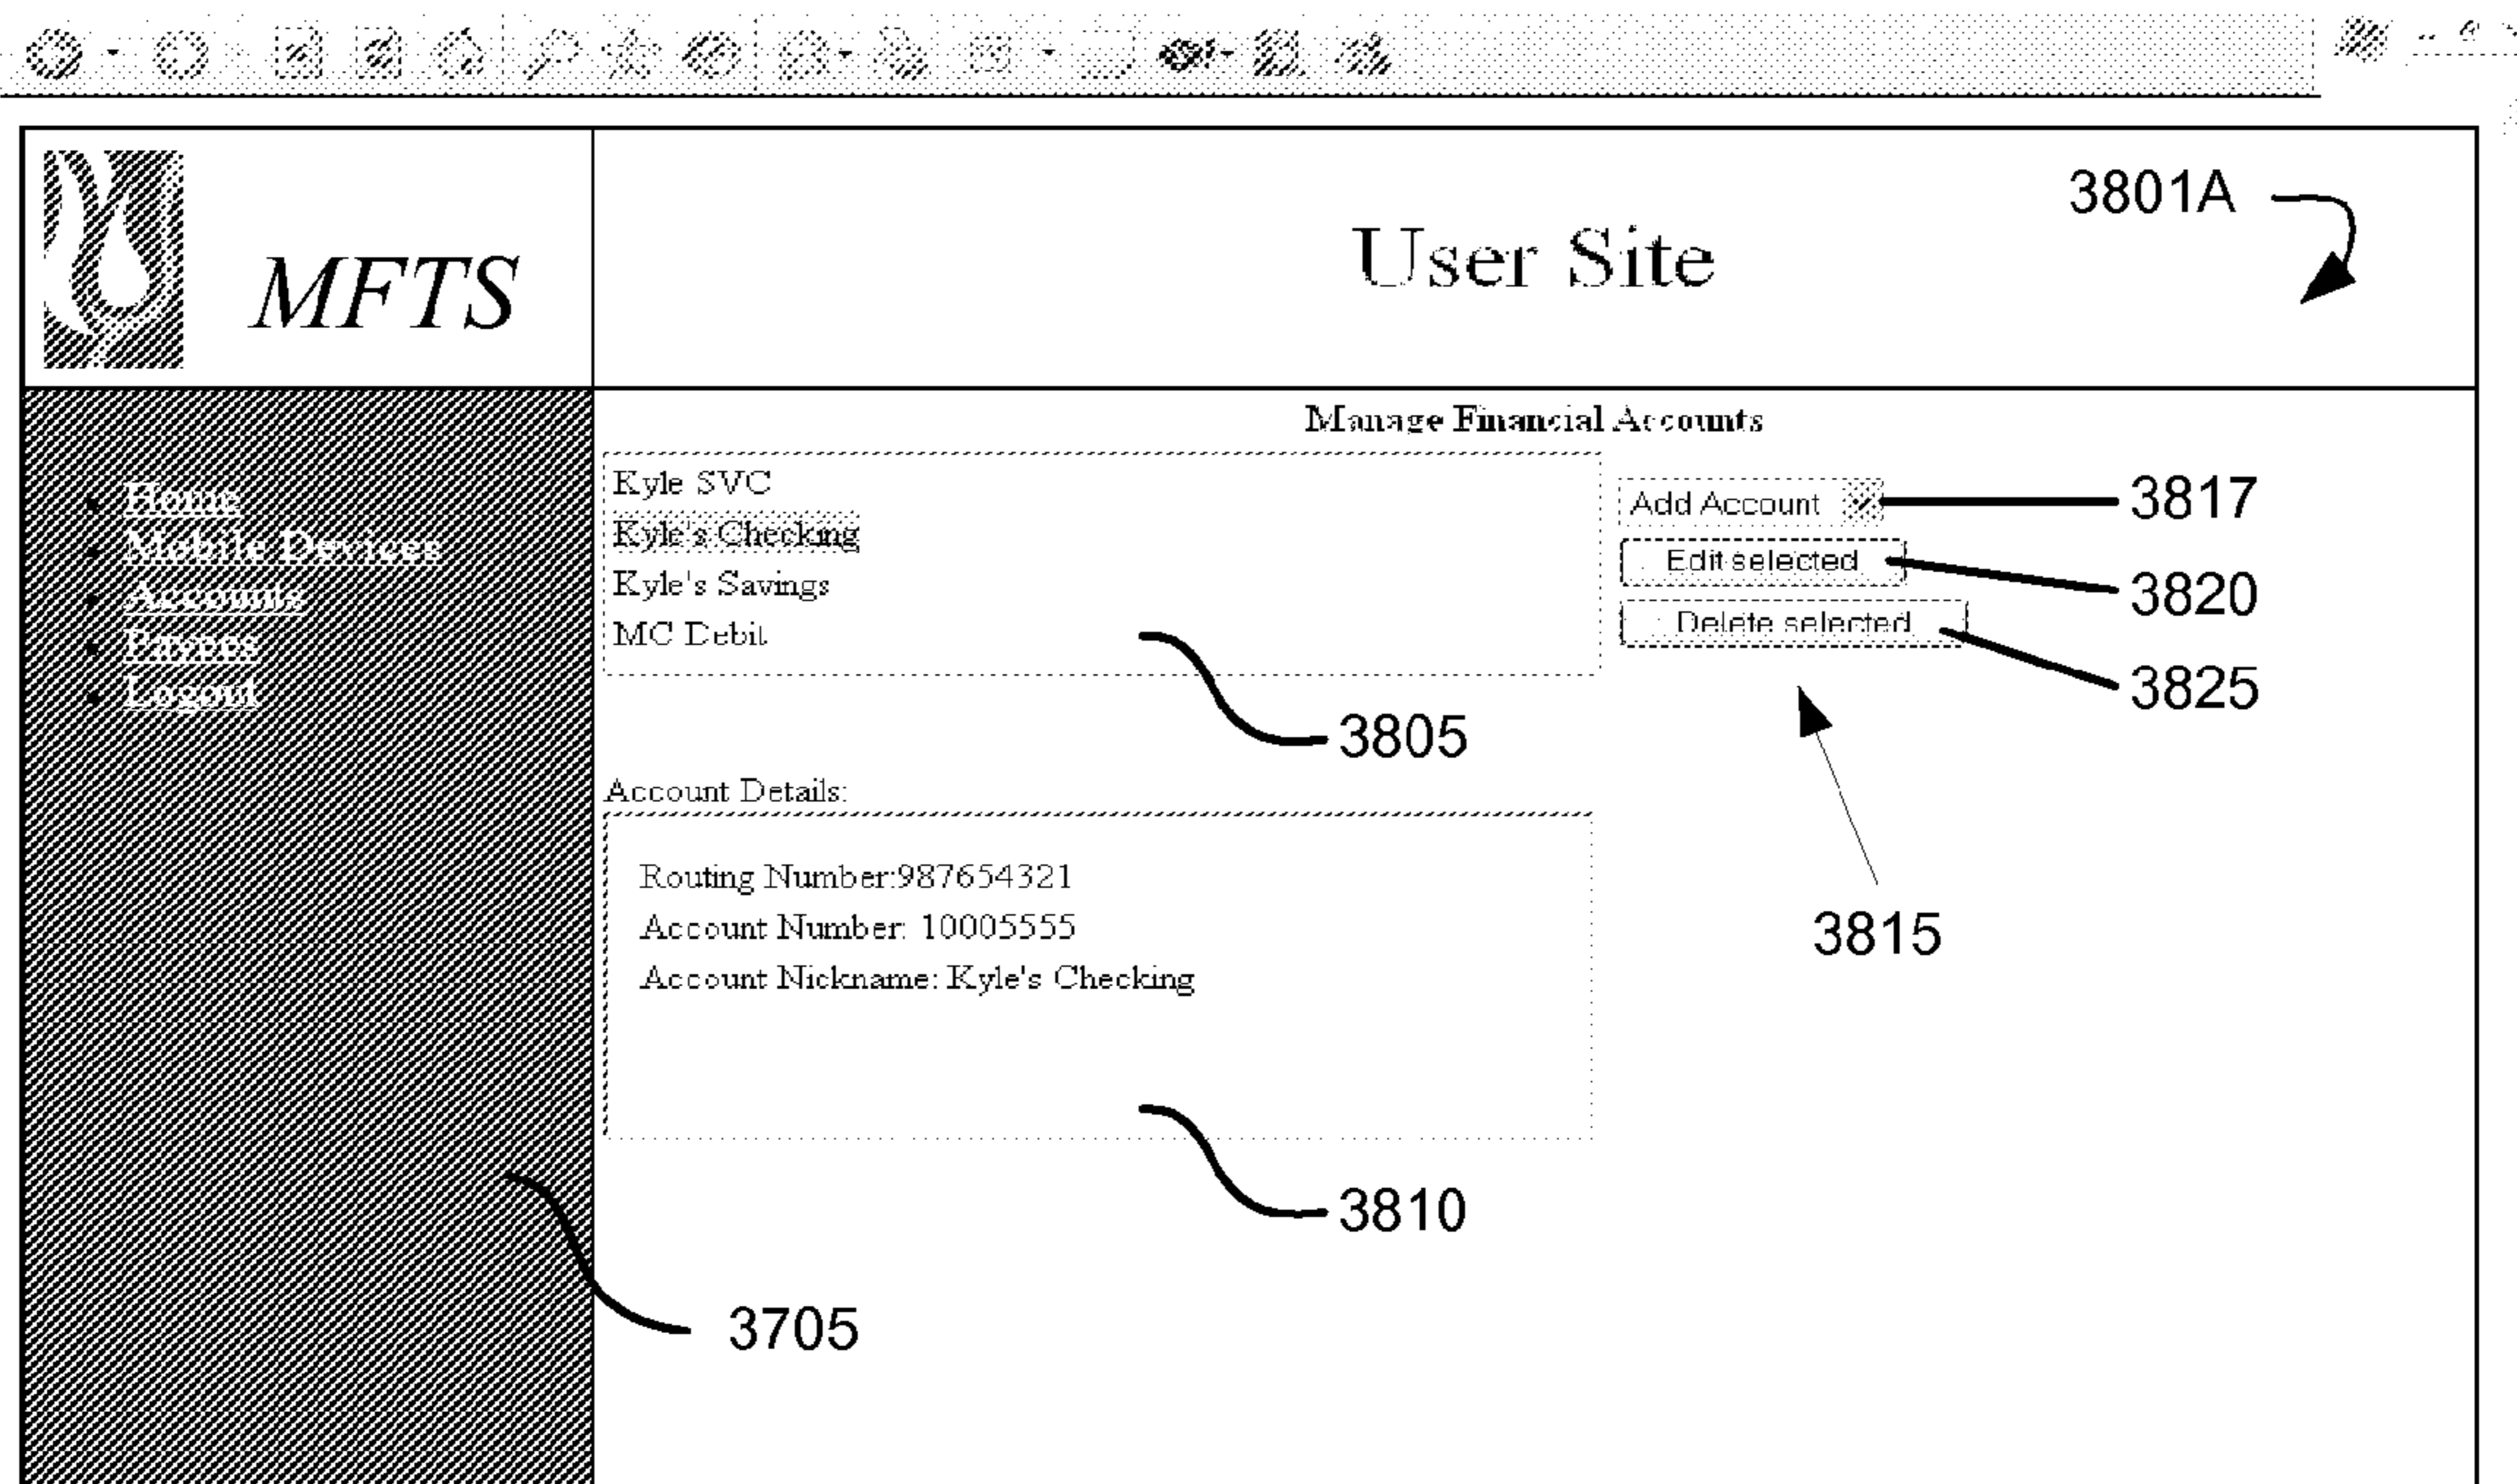 3801A
MFTS
User Site
Home
Mobile Devices
Accounts
Payees
Logout
Manage Financial Accounts
Kyle SVC
Kyle's Checking
Kyle's Savings
MC Debit
Add Account
Edit selected
Delete selected
3817
3820
3825
3805
3815
Account Details:
Routing Number:987654321
Account Number: 10005555
Account Nickname: Kyle's Checking
3810
3705